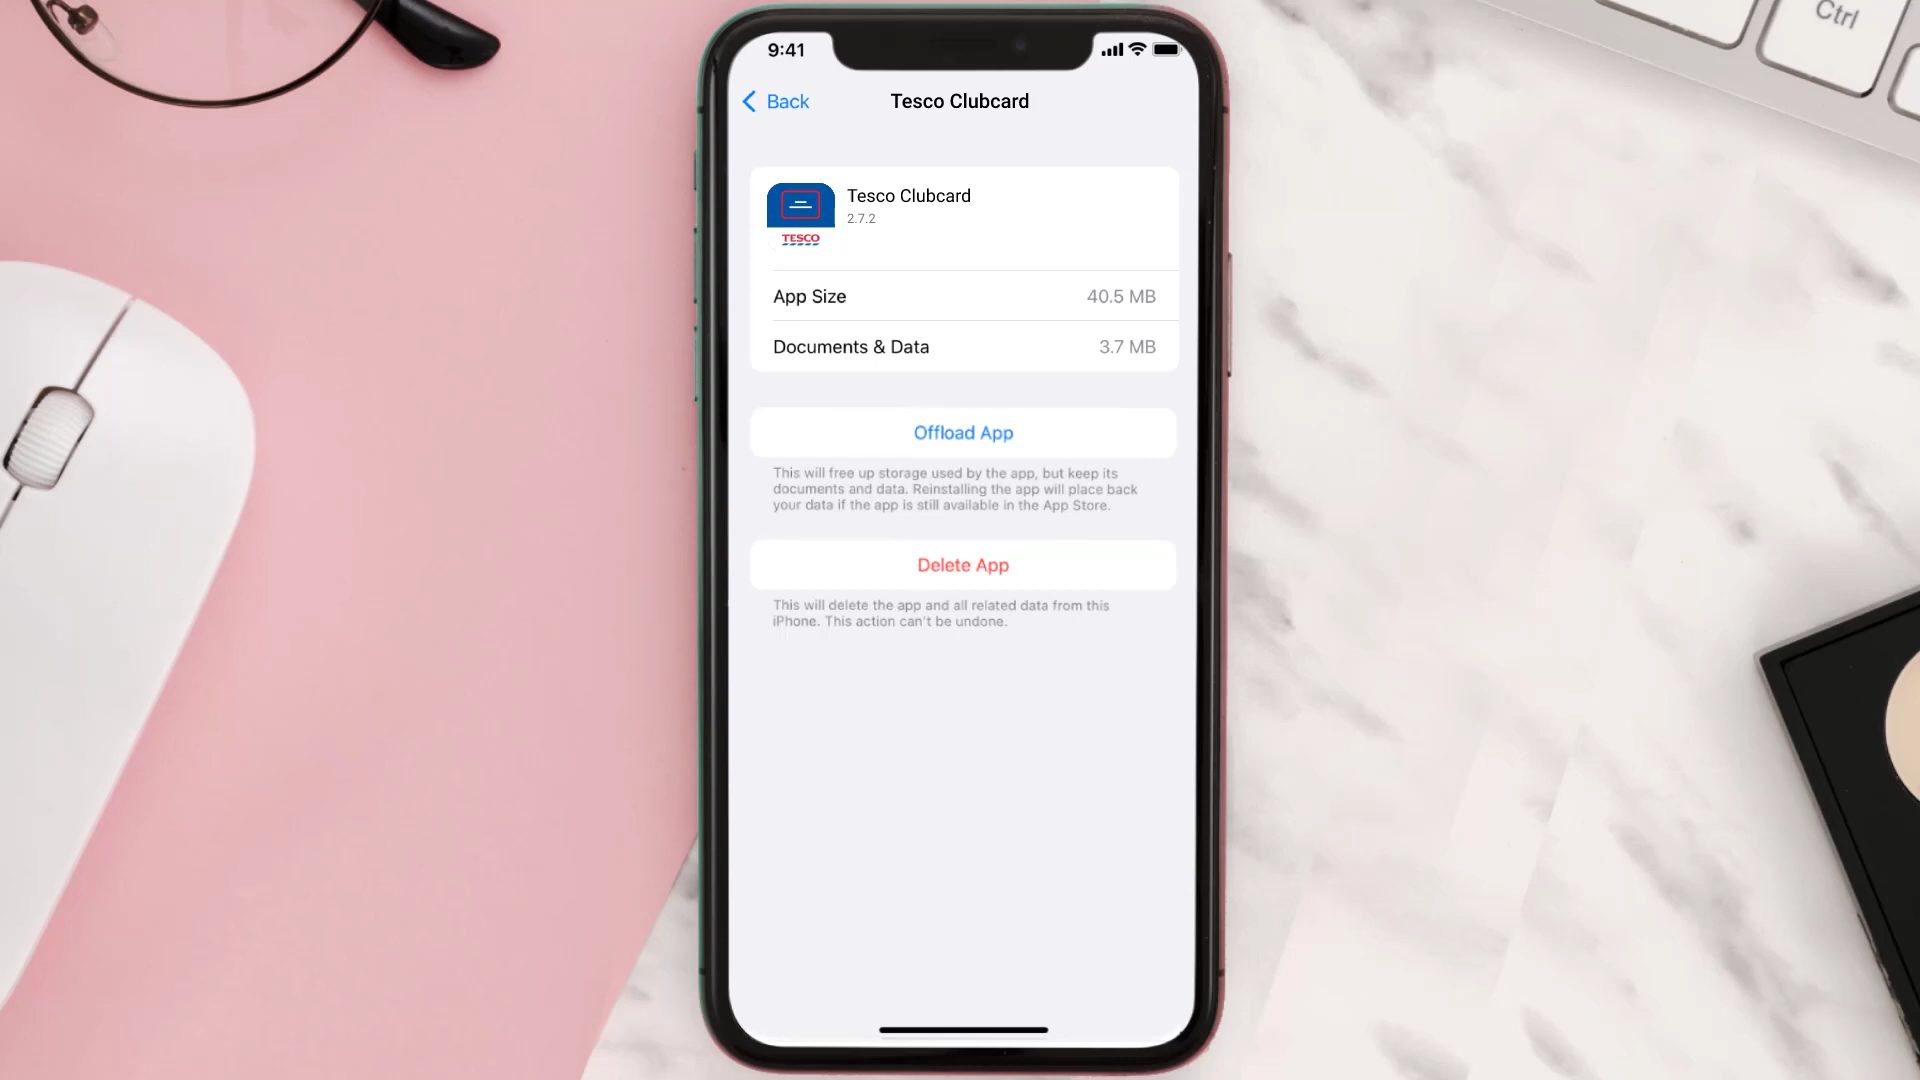 Ctrl
9:41
Back
Tesco Clubcard
Tesco Clubcard
2.7.2
TESCO
App Size
40.5 MB
Documents & Data
3.7 MB
Offload App
This will free up storage used by the app, but keep its
documents and data. Reinstalling the app will place back
your data if the app is still available in the App Store.
Delete App
This will delete the app and all related data from this
iPhone. This action can't be undone.